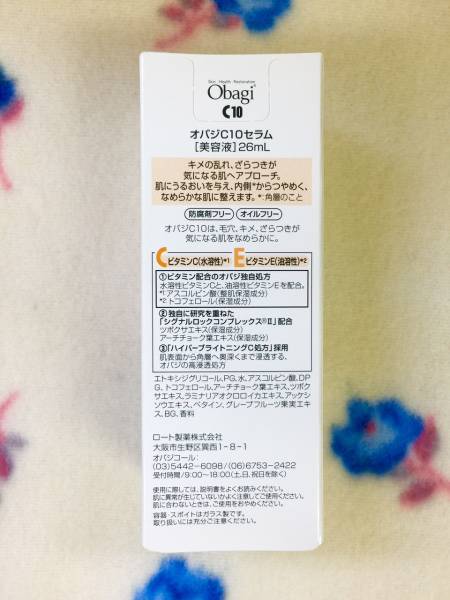 Skin Health Restoration
Obagi
C10
オバジC10セラム
[美容液]26mL
キメの乱れ、ざらつきが
気になる肌へアプローチ。
肌にうるおいを与え、内側*からつやめく、
なめらかな肌に整えます。*:角層のこと
防腐剤フリー オイルフリー
オバジC10は、毛穴、キメ、ざらつきが
気になる肌をなめらかに。
CビタミンC(水溶性)*1 EビタミンE(油溶性)*2
①ビタミン配合のオバジ独自処方
水溶性ビタミンCと、油溶性ビタミンEを配合。
*1アスコルビン酸(整肌保湿成分)
*2トコフェロール(保湿成分)
②独自に研究を重ねた
「シグナルロックコンプレックス®Ⅱ」配合
ツボクサエキス(保湿成分)
アーチチョーク葉エキス(保湿成分)
③「ハイパーブライトニングC処方」採用
肌表面から角層へ奥深くまで浸透する、
オバジの高浸透処方
エトキシジグリコール、PG、水、アスコルビン酸、DP
G、トコフェロール、アーチチョーク葉エキス、ツボク
サエキス、ラミナリアオクロロイカエキス、アッケシ
ソウエキス、ベタイン、グレープフルーツ果実エキ
ス、BG、香料
ロート製薬株式会社
大阪市生野区巽西1-8-1
オバジコール:
(03)5442-6098/(06)6753-2422
受付時間/9:00〜18:00(土、日、祝日を除く)
使用に際しては、説明書をよくお読みください。
肌に異常が生じていないかよく注意してご使用ください。
肌に合わないときは、ご使用をおやめください。
容器・スポイトはガラス製です。
取り扱いには充分ご注意ください。